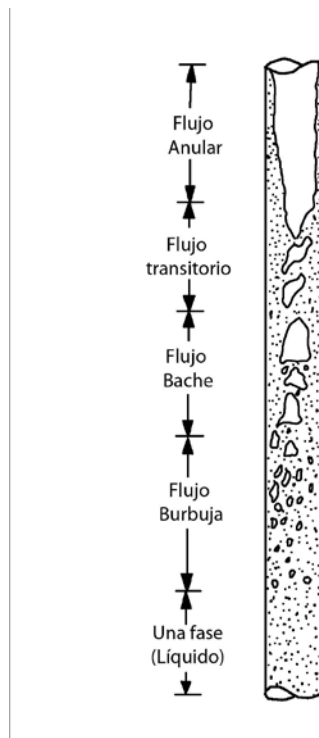 Flujo
Anular
Flujo
transitorio
Flujo
Bache
Flujo
Burbuja
Una fase
(Líquido)